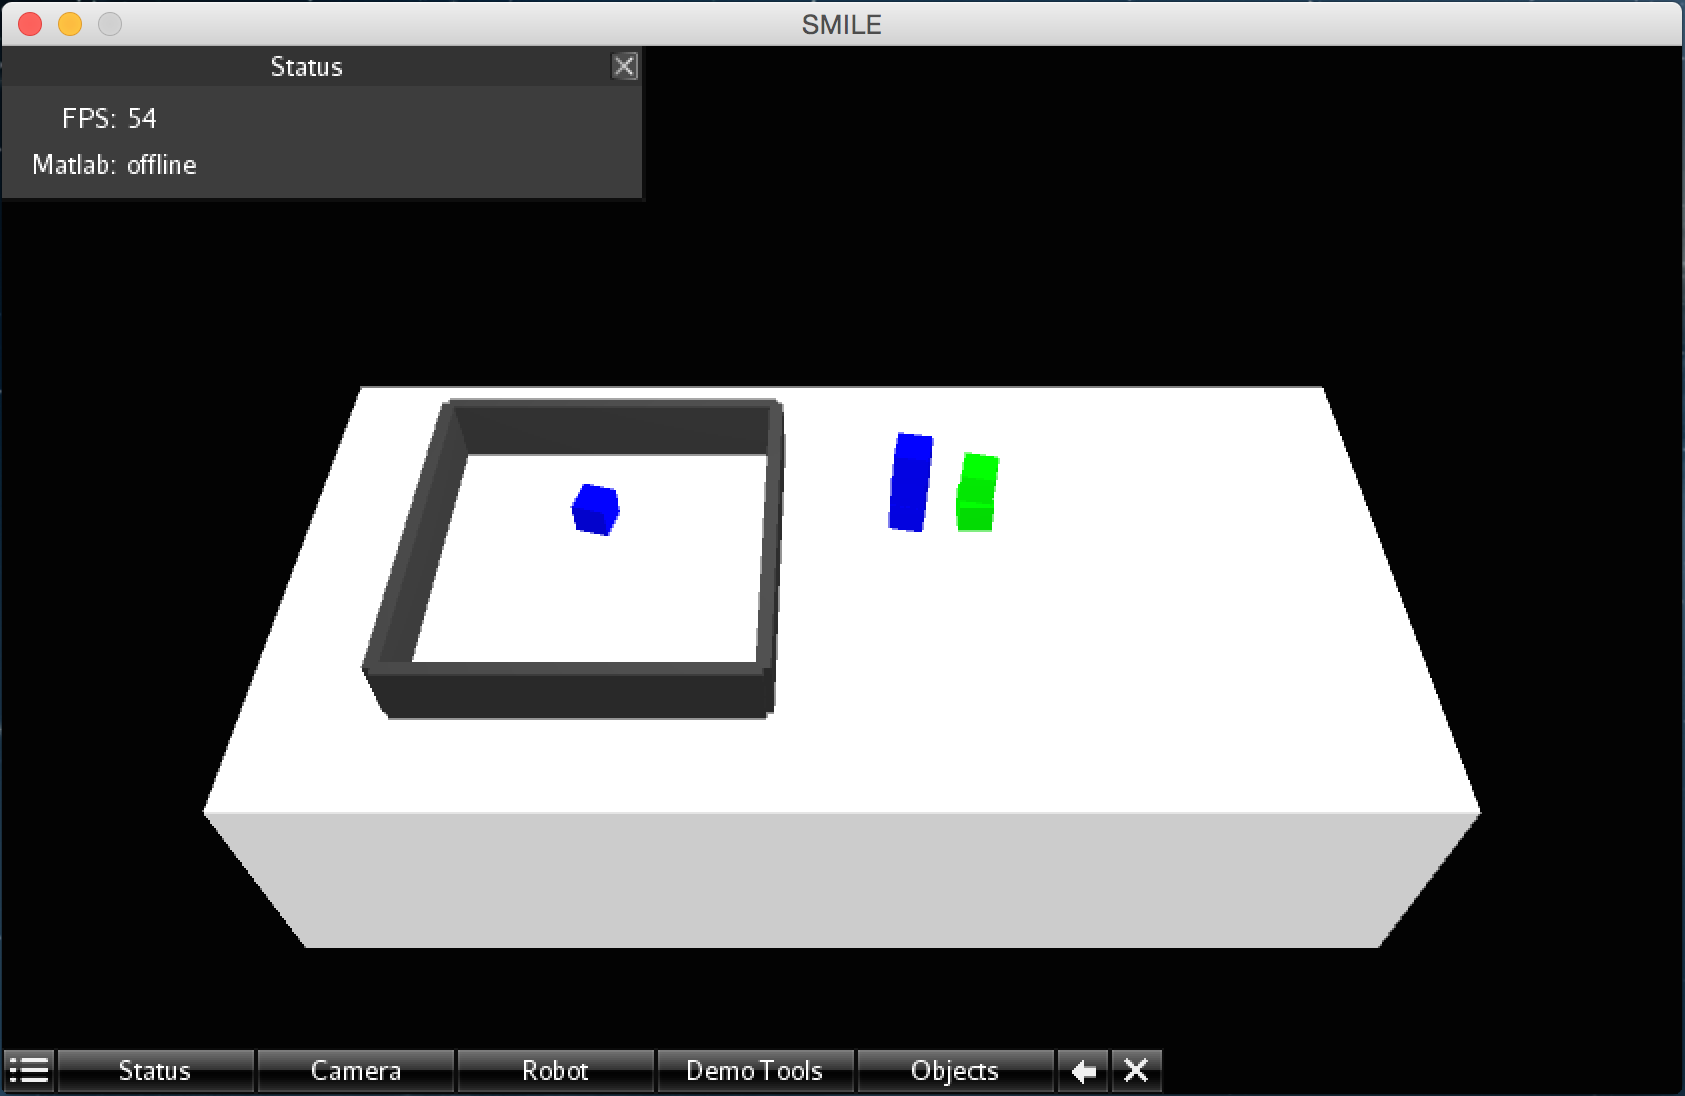 SMILE
Status
FPS: 54
Matlab: offline
Status Camera Robot Demo Tools Objects